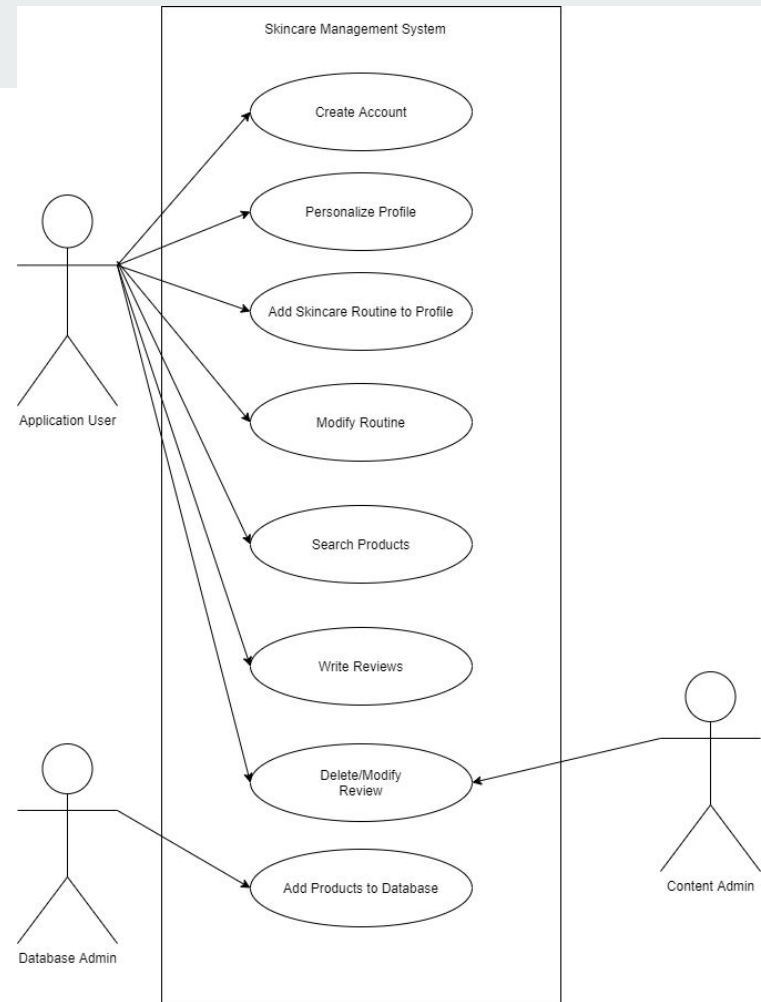 Skincare Management System
Create Account
Personalize Profile
Add Skincare Routine to Profile
Application User
Modify Routine
Search Products
Write Reviews
Delete/Modify
Review
Add Products to Database
Content Admin
Database Admin